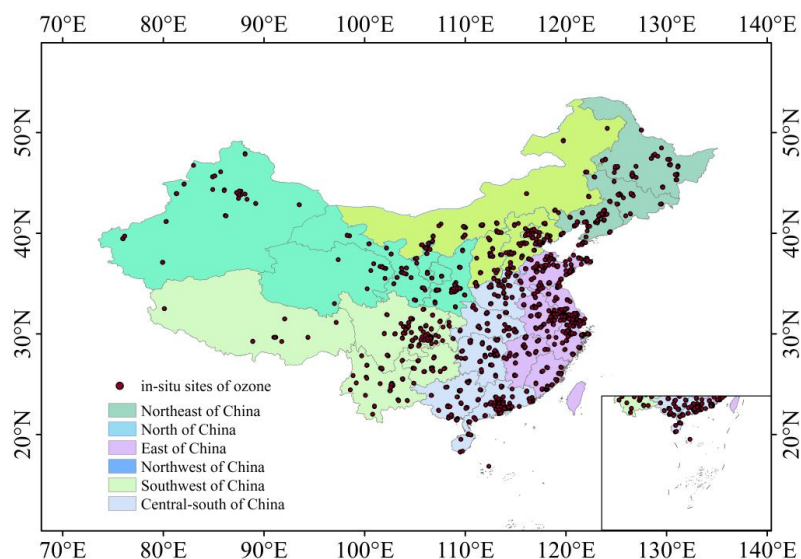 70°E 80°E 90°E 100°E 110°E 120°E 130°E 140°E
50°N 50°N
40°N 40°N
30°N 30°N
20°N 20°N
in-situ sites of ozone
Northeast of China
North of China
East of China
Northwest of China
Southwest of China
Central-south of China
70°E 80°E 90°E 100°E 110°E 120°E 130°E 140°E